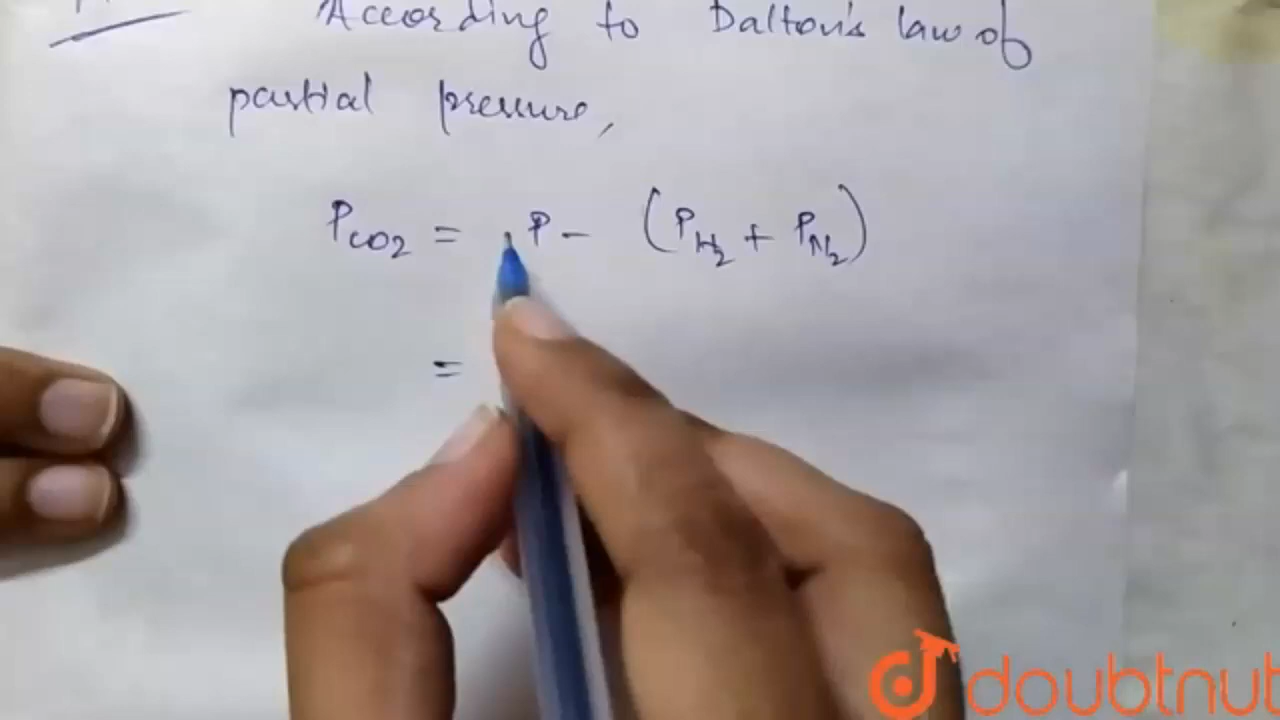 According to Dalton's law of
partial pressure,
P_CO2 = P - (P_H2 + P_N2)
=
doubtnut